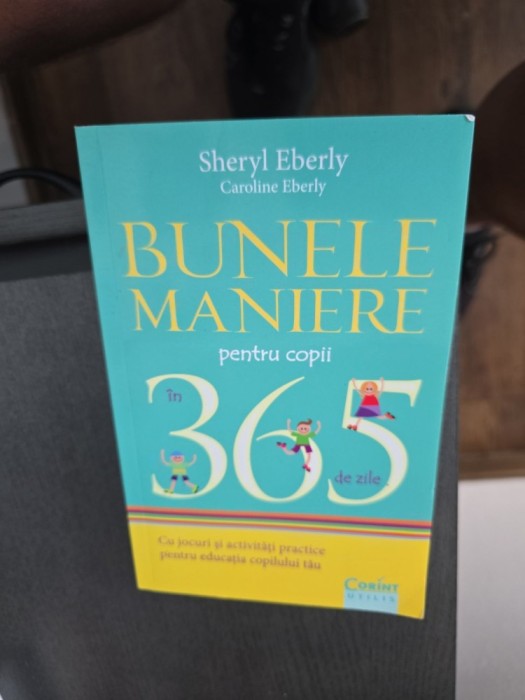 Sheryl Eberly
Caroline Eberly
BUNELE
MANIERE
pentru copii
în
365
de zile
Cu jocuri și activități practice
pentru educația copilului tău
CORINT
UTILIS